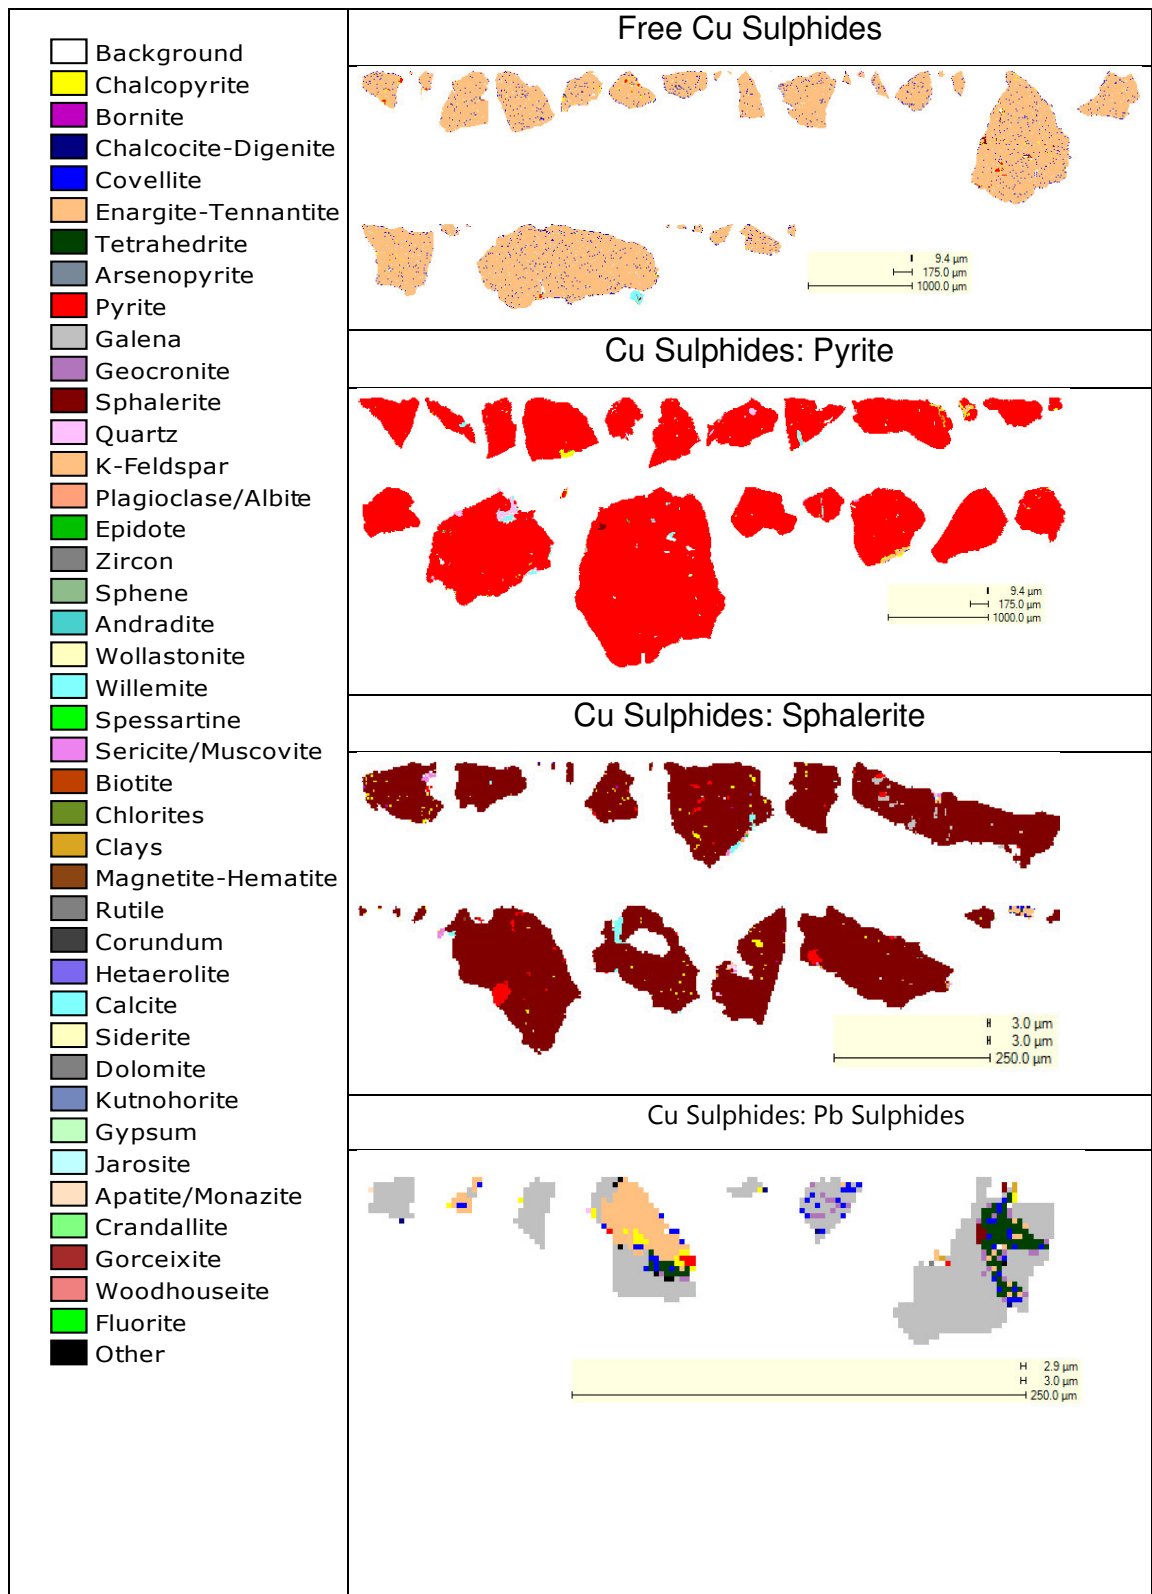 Background
Chalcopyrite
Bornite
Chalcocite-Digenite
Covellite
Enargite-Tennantite
Tetrahedrite
Arsenopyrite
Pyrite
Galena
Geocronite
Sphalerite
Quartz
K-Feldspar
Plagioclase/Albite
Epidote
Zircon
Sphene
Andradite
Wollastonite
Willemite
Spessartine
Sericite/Muscovite
Biotite
Chlorites
Clays
Magnetite-Hematite
Rutile
Corundum
Hetaerolite
Calcite
Siderite
Dolomite
Kutnohorite
Gypsum
Jarosite
Apatite/Monazite
Crandallite
Gorceixite
Woodhouseite
Fluorite
Other
Free Cu Sulphides
9.4 µm
175.0 µm
1000.0 µm
Cu Sulphides: Pyrite
9.4 µm
175.0 µm
1000.0 µm
Cu Sulphides: Sphalerite
3.0 µm
3.0 µm
250.0 µm
Cu Sulphides: Pb Sulphides
2.9 µm
3.0 µm
250.0 µm